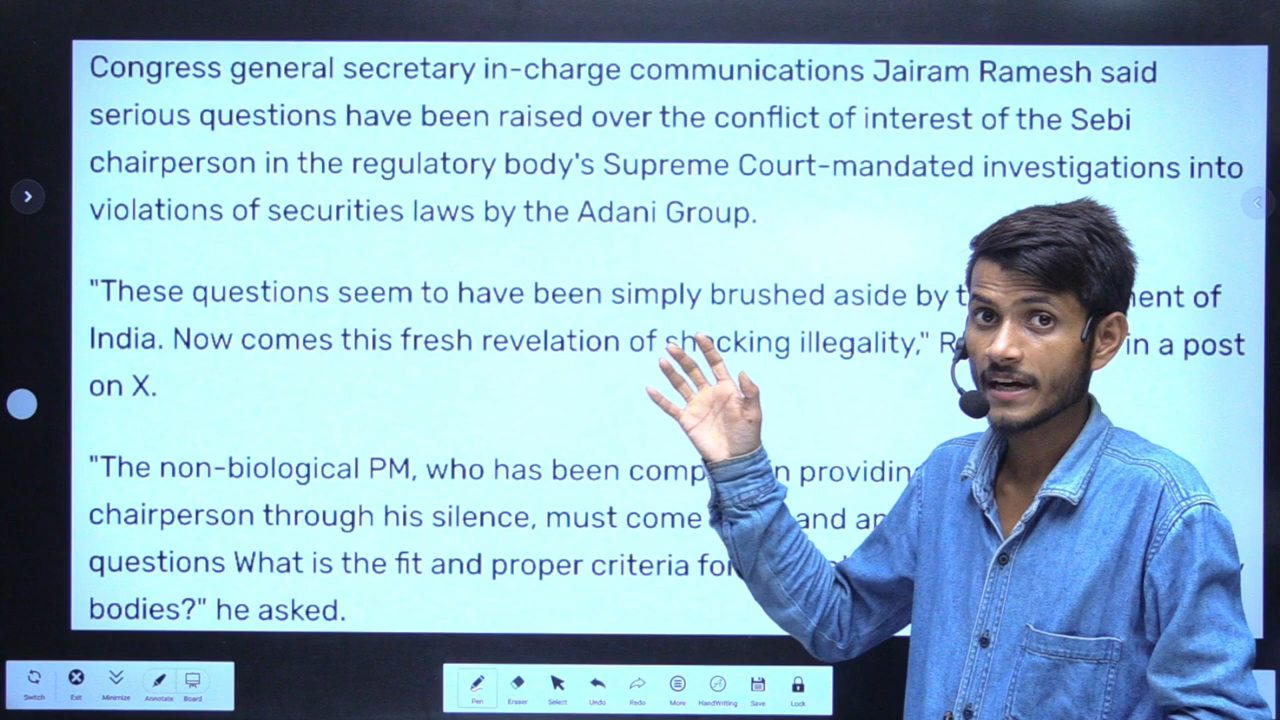 Congress general secretary in-charge communications Jairam Ramesh said
serious questions have been raised over the conflict of interest of the Sebi
chairperson in the regulatory body's Supreme Court-mandated investigations into
violations of securities laws by the Adani Group.
"These questions seem to have been simply brushed aside by of
India. Now comes this fresh revelation of shocking illegality," in a post
on X.
"The non-biological PM, who has been
chairperson through his silence, must come and
questions What is the fit and proper criteria
bodies?" he asked.
Switch Exit Minimize Annotate Board
Pen Eraser Select Undo Redo More HandWriting Save Lock